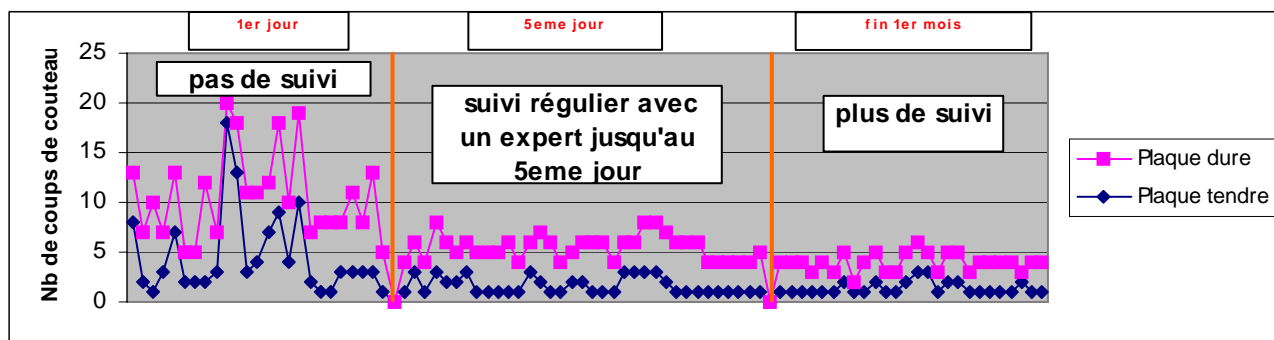 1er jour
5eme jour
fin 1er mois
Nb de coups de couteau
25
20
15
10
5
0
pas de suivi
suivi régulier avec
un expert jusqu'au
5eme jour
plus de suivi
Plaque dure
Plaque tendre